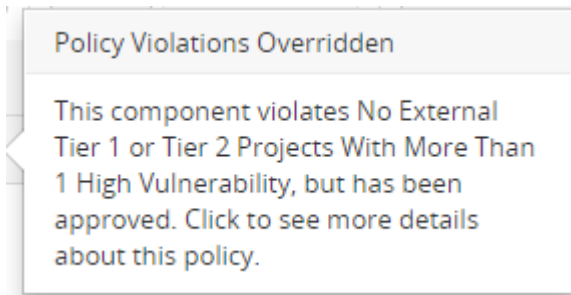 Policy Violations Overridden
This component violates No External
Tier 1 or Tier 2 Projects With More Than
1 High Vulnerability, but has been
approved. Click to see more details
about this policy.